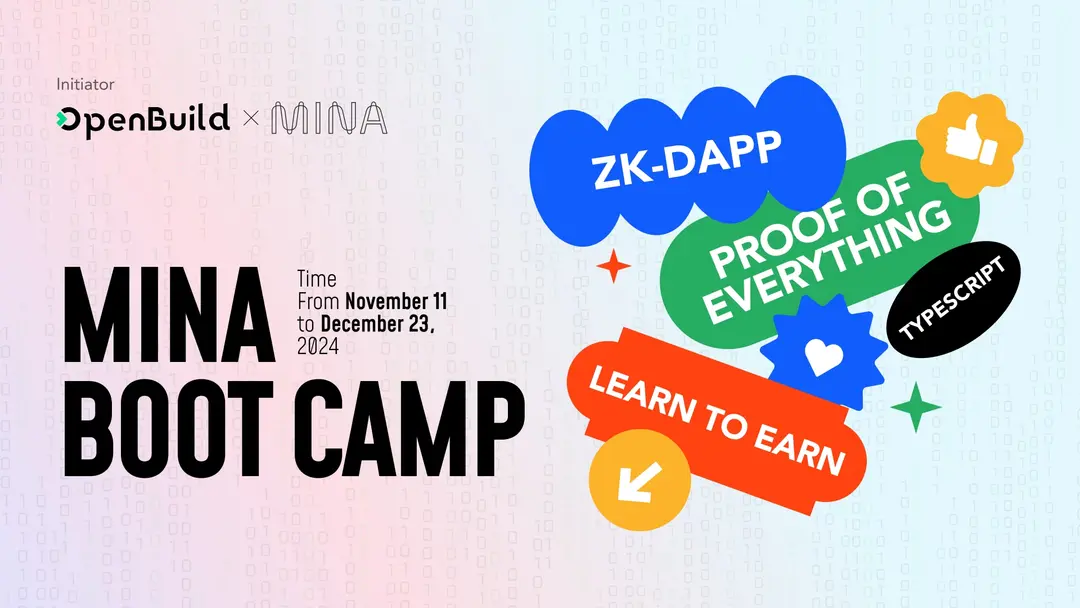 Initiator
OpenBuild × MINA
MINA
BOOT CAMP
Time
From November 11
to December 23,
2024
ZK-DAPP
PROOF OF
EVERYTHING
TYPESCRIPT
LEARN TO EARN